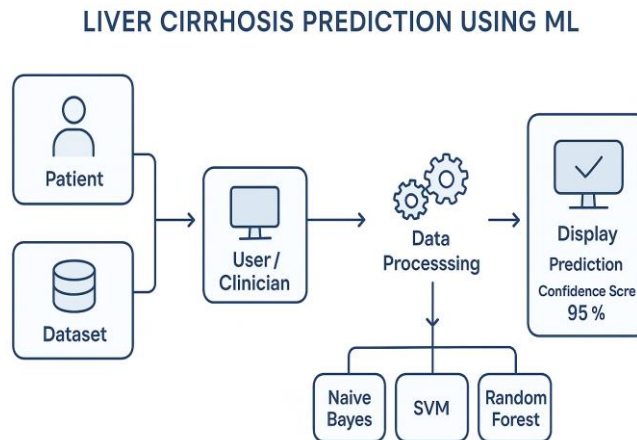 LIVER CIRRHOSIS PREDICTION USING ML
Patient
Dataset
User /
Clinician
Data
Processsing
Naive
Bayes
SVM
Random
Forest
Display
Prediction
Confidence Scre
95 %